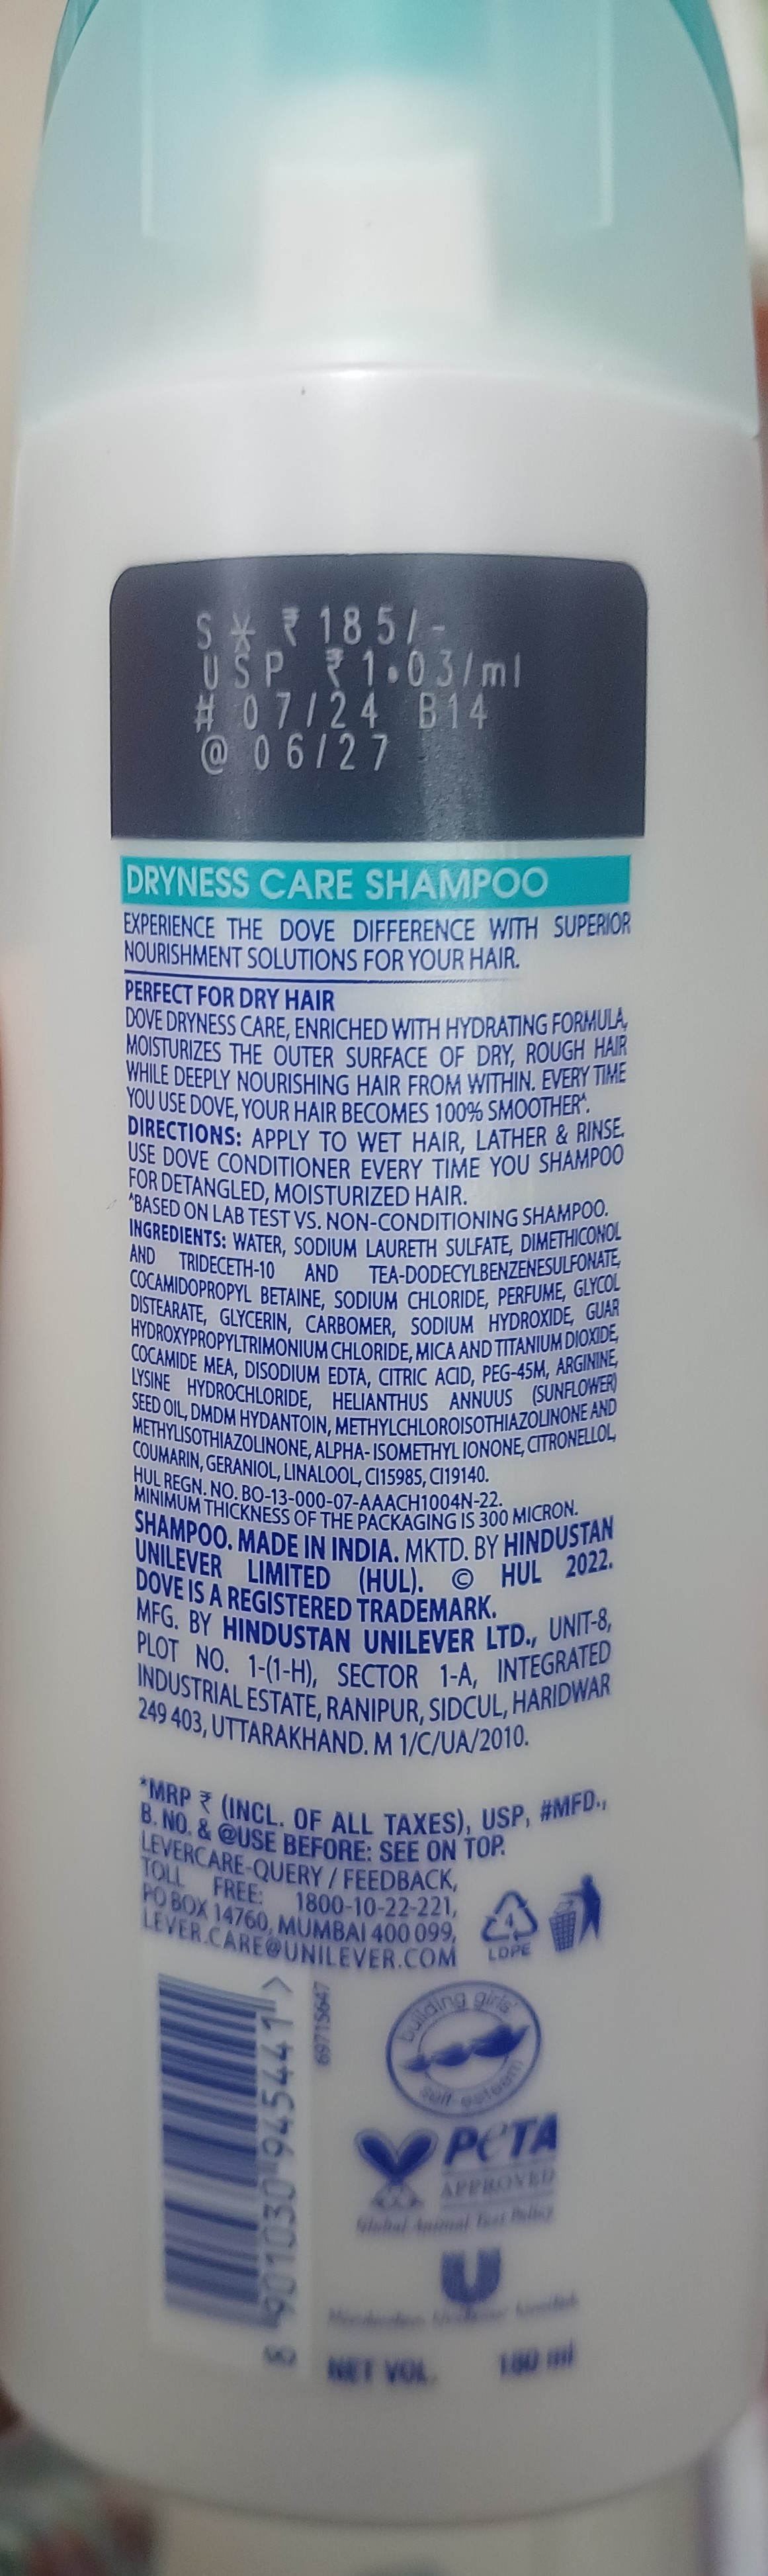 S * ₹ 185/-
USP ₹ 1.03/ml
# 07/24 B14
@ 06/27
DRYNESS CARE SHAMPOO
EXPERIENCE THE DOVE DIFFERENCE WITH SUPERIOR
NOURISHMENT SOLUTIONS FOR YOUR HAIR.
PERFECT FOR DRY HAIR
DOVE DRYNESS CARE, ENRICHED WITH HYDRATING FORMULA,
MOISTURIZES THE OUTER SURFACE OF DRY, ROUGH HAIR
WHILE DEEPLY NOURISHING HAIR FROM WITHIN. EVERY TIME
YOU USE DOVE, YOUR HAIR BECOMES 100% SMOOTHER^.
DIRECTIONS: APPLY TO WET HAIR, LATHER & RINSE.
USE DOVE CONDITIONER EVERY TIME YOU SHAMPOO
FOR DETANGLED, MOISTURIZED HAIR.
^BASED ON LAB TEST VS. NON-CONDITIONING SHAMPOO.
INGREDIENTS: WATER, SODIUM LAURETH SULFATE, DIMETHICONOL
AND TRIDECETH-10 AND TEA-DODECYLBENZENESULFONATE,
COCAMIDOPROPYL BETAINE, SODIUM CHLORIDE, PERFUME, GLYCOL
DISTEARATE, GLYCERIN, CARBOMER, SODIUM HYDROXIDE, GUAR
HYDROXYPROPYLTRIMONIUM CHLORIDE, MICA AND TITANIUM DIOXIDE,
COCAMIDE MEA, DISODIUM EDTA, CITRIC ACID, PEG-45M, ARGININE,
LYSINE HYDROCHLORIDE, HELIANTHUS ANNUUS (SUNFLOWER)
SEED OIL, DMDM HYDANTOIN, METHYLCHLOROISOTHIAZOLINONE AND
METHYLISOTHIAZOLINONE, ALPHA-ISOMETHYL IONONE, CITRONELLOL,
COUMARIN, GERANIOL, LINALOOL, CI15985, CI19140.
HUL REGN. NO. BO-13-000-07-AAACH1004N-22.
MINIMUM THICKNESS OF THE PACKAGING IS 300 MICRON.
SHAMPOO. MADE IN INDIA. MKTD. BY HINDUSTAN
UNILEVER LIMITED (HUL). © HUL 2022.
DOVE IS A REGISTERED TRADEMARK.
MFG. BY HINDUSTAN UNILEVER LTD., UNIT-8,
PLOT NO. 1-(1-H), SECTOR 1-A, INTEGRATED
INDUSTRIAL ESTATE, RANIPUR, SIDCUL, HARIDWAR
249 403, UTTARAKHAND. M 1/C/UA/2010.
*MRP ₹ (INCL. OF ALL TAXES), USP, #MFD.,
B. NO. & @USE BEFORE: SEE ON TOP.
LEVERCARE-QUERY / FEEDBACK,
TOLL FREE: 1800-10-22-221,
PO BOX 14760, MUMBAI 400 099,
LEVER.CARE@UNILEVER.COM
4
LDPE
8 901030 945441 >
69715647
building girls'
self-esteem
PETA
APPROVED
Global Animal Test Policy
NET VOL. 180 ml